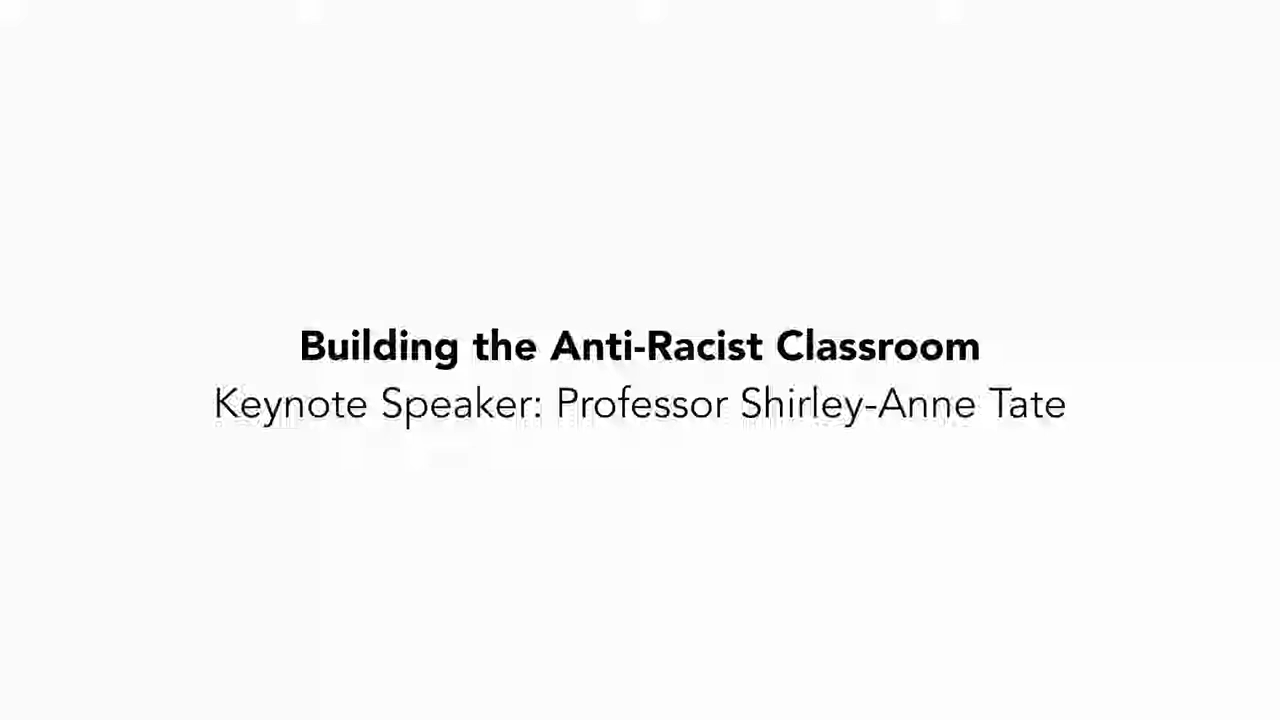 Building the Anti-Racist Classroom
Keynote Speaker: Professor Shirley-Anne Tate